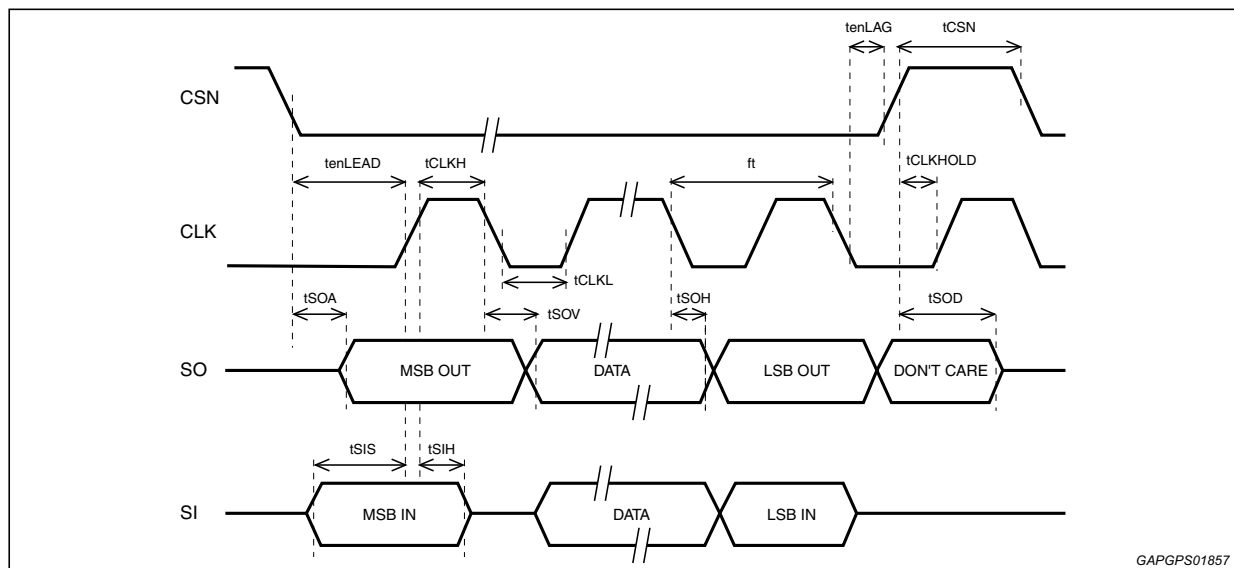 tenLAG
tCSN
CSN
tenLEAD
tCLKH
ft
tCLKHOLD
CLK
tCLKL
tSOA
tSOV
tSOH
tSOD
SO
MSB OUT
DATA
LSB OUT
DON'T CARE
tSIS
tSIH
SI
MSB IN
DATA
LSB IN
GAPGPS01857